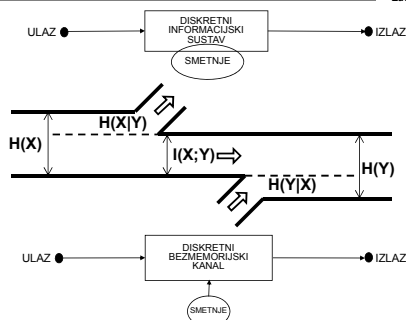 DISKRETNI
INFORMACIJSKI
SUSTAV
ULAZ
IZLAZ
SMETNJE
H(X|Y)
H(X)
I(X;Y)
H(Y)
H(Y|X)
DISKRETNI
BEZMEMORIJSKI
KANAL
ULAZ
IZLAZ
SMETNJE